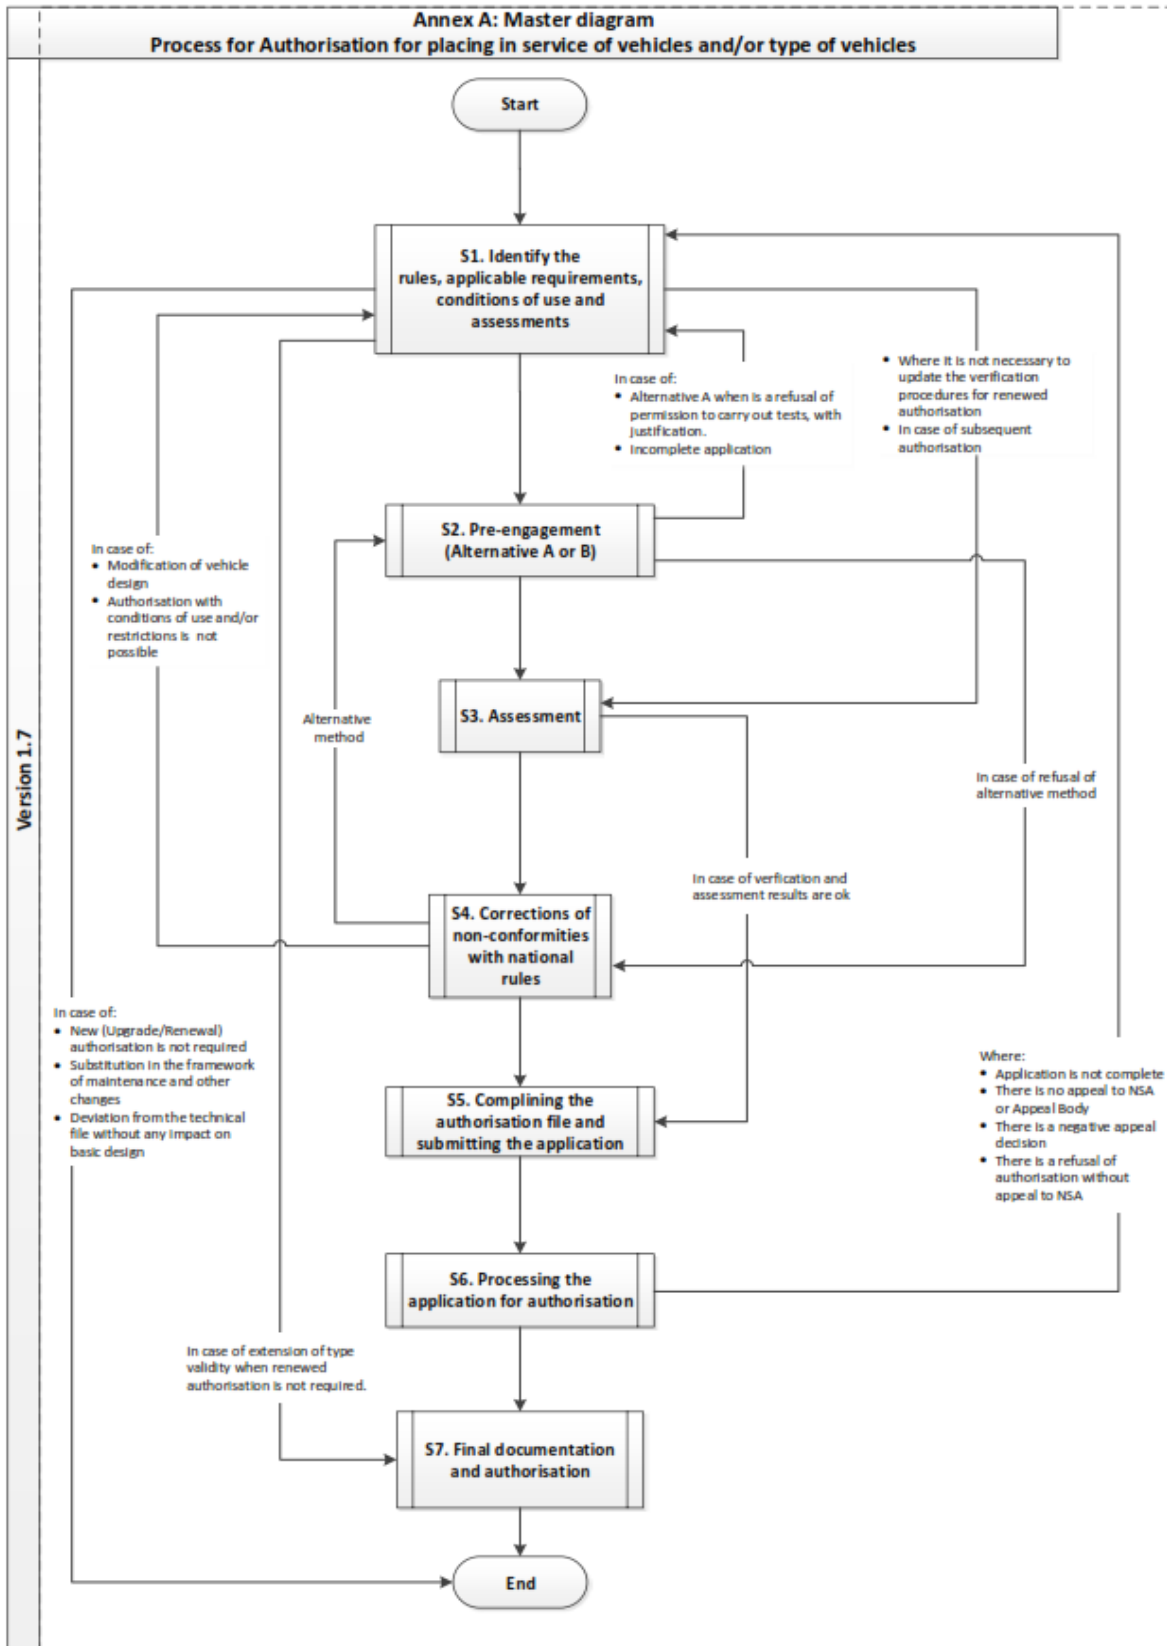 Annex A: Master diagram
Process for Authorisation for placing in service of vehicles and/or type of vehicles
Version 1.7
Start
S1. Identify the
rules, applicable requirements,
conditions of use and
assessments
In case of:
• Alternative A when is a refusal of
permission to carry out tests, with
justification.
• Incomplete application
• Where it is not necessary to
update the verification
procedures for renewed
authorisation
• In case of subsequent
authorisation
S2. Pre-engagement
(Alternative A or B)
In case of:
• Modification of vehicle
design
• Authorisation with
conditions of use and/or
restrictions is not
possible
S3. Assessment
Alternative
method
In case of refusal of
alternative method
In case of verfication and
assessment results are ok
S4. Corrections of
non-conformities
with national
rules
In case of:
• New (Upgrade/Renewal)
authorisation is not required
• Substitution in the framework
of maintenance and other
changes
• Deviation from the technical
file without any impact on
basic design
Where:
• Application is not complete
• There is no appeal to NSA
or Appeal Body
• There is a negative appeal
decision
• There is a refusal of
authorisation without
appeal to NSA
S5. Complining the
authorisation file and
submitting the application
S6. Processing the
application for authorisation
In case of extension of type
validity when renewed
authorisation is not required.
S7. Final documentation
and authorisation
End